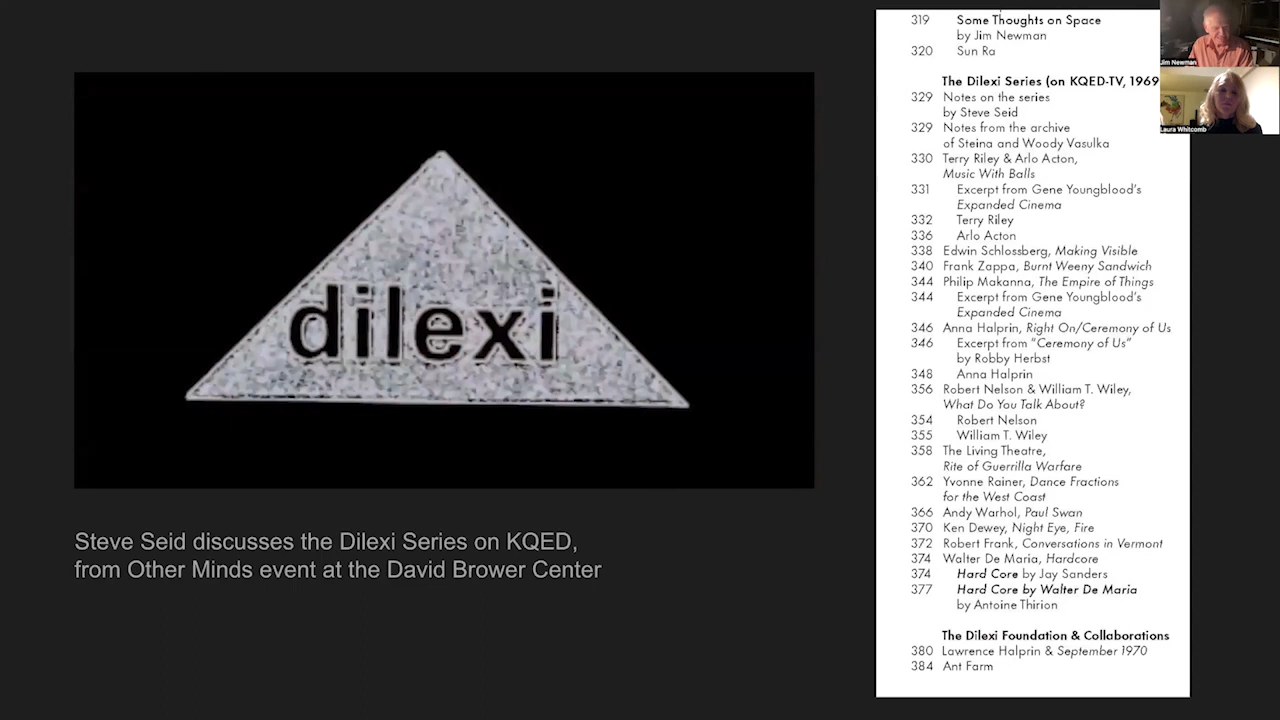 dilexi
Steve Seid discusses the Dilexi Series on KQED,
from Other Minds event at the David Brower Center
319 Some Thoughts on Space
by Jim Newman
320 Sun Ra
The Dilexi Series (on KQED-TV, 1969
329 Notes on the series
by Steve Seid
329 Notes from the archive
of Steina and Woody Vasulka
330 Terry Riley & Arlo Acton,
Music With Balls
331 Excerpt from Gene Youngblood's
Expanded Cinema
332 Terry Riley
336 Arlo Acton
338 Edwin Schlossberg, Making Visible
340 Frank Zappa, Burnt Weeny Sandwich
344 Philip Makanna, The Empire of Things
344 Excerpt from Gene Youngblood's
Expanded Cinema
346 Anna Halprin, Right On/Ceremony of Us
346 Excerpt from "Ceremony of Us"
by Robby Herbst
348 Anna Halprin
356 Robert Nelson & William T. Wiley,
What Do You Talk About?
354 Robert Nelson
355 William T. Wiley
358 The Living Theatre,
Rite of Guerrilla Warfare
362 Yvonne Rainer, Dance Fractions
for the West Coast
366 Andy Warhol, Paul Swan
370 Ken Dewey, Night Eye, Fire
372 Robert Frank, Conversations in Vermont
374 Walter De Maria, Hardcore
374 Hard Core by Jay Sanders
377 Hard Core by Walter De Maria
by Antoine Thirion
The Dilexi Foundation & Collaborations
380 Lawrence Halprin & September 1970
384 Ant Farm
Jim Newman
Laura Whitcomb